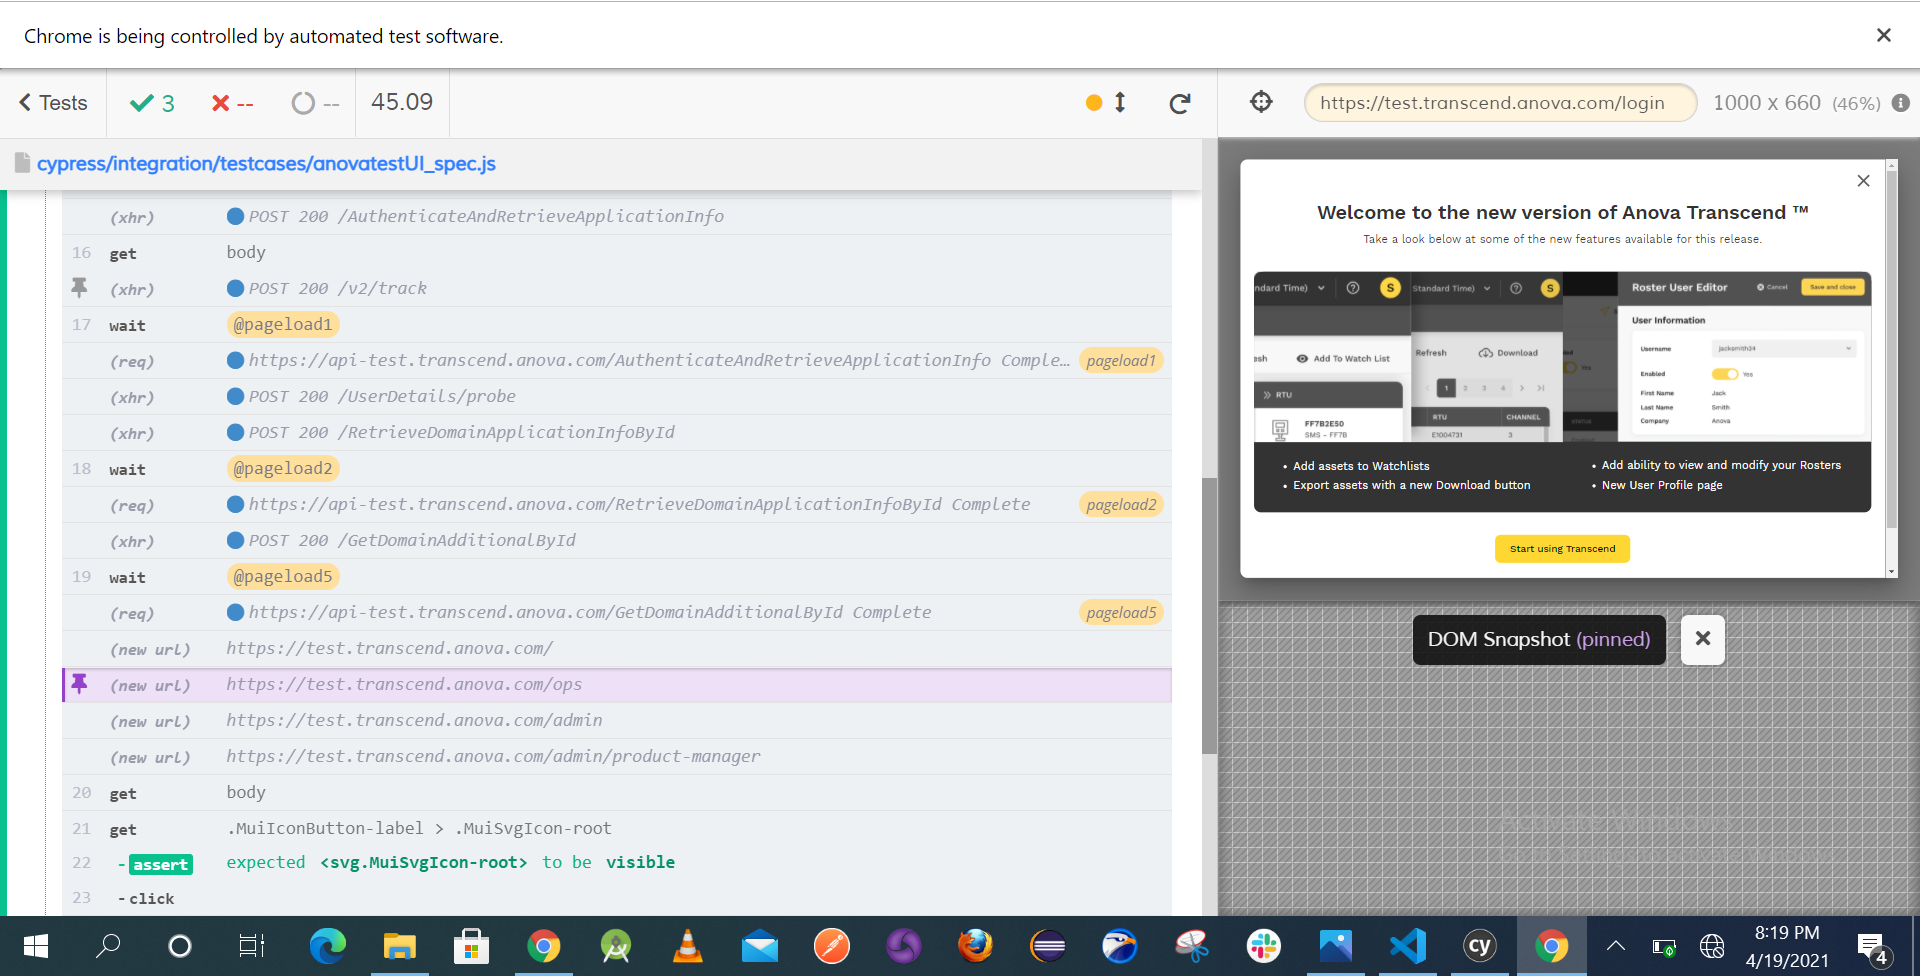 Chrome is being controlled by automated test software.
Tests
3
--
--
45.09
https://test.transcend.anova.com/login
1000 x 660 (46%)
cypress/integration/testcases/anovatestUI_spec.js
(xhr) POST 200 /AuthenticateAndRetrieveApplicationInfo
16 get body
(xhr) POST 200 /v2/track
17 wait @pageload1
(req) https://api-test.transcend.anova.com/AuthenticateAndRetrieveApplicationInfo Comple… pageload1
(xhr) POST 200 /UserDetails/probe
(xhr) POST 200 /RetrieveDomainApplicationInfoById
18 wait @pageload2
(req) https://api-test.transcend.anova.com/RetrieveDomainApplicationInfoById Complete pageload2
(xhr) POST 200 /GetDomainAdditionalById
19 wait @pageload5
(req) https://api-test.transcend.anova.com/GetDomainAdditionalById Complete pageload5
(new url) https://test.transcend.anova.com/
(new url) https://test.transcend.anova.com/ops
(new url) https://test.transcend.anova.com/admin
(new url) https://test.transcend.anova.com/admin/product-manager
20 get body
21 get .MuiIconButton-label > .MuiSvgIcon-root
22 -assert expected <svg.MuiSvgIcon-root> to be visible
23 -click
Welcome to the new version of Anova Transcend ™
Take a look below at some of the new features available for this release.
ndard Time)
S
esh
Add To Watch List
RTU
FF7B2E50
SMS - FF7B
Standard Time)
S
Refresh
Download
1 2 3 4
RTU CHANNEL
E1004731 3
STATUS
Roster User Editor
Cancel
Save and close
User Information
Username jacksmith34
Enabled Yes
First Name Jack
Last Name Smith
Company Anova
• Add assets to Watchlists
• Export assets with a new Download button
• Add ability to view and modify your Rosters
• New User Profile page
Start using Transcend
DOM Snapshot (pinned)
cy
8:19 PM
4/19/2021
4